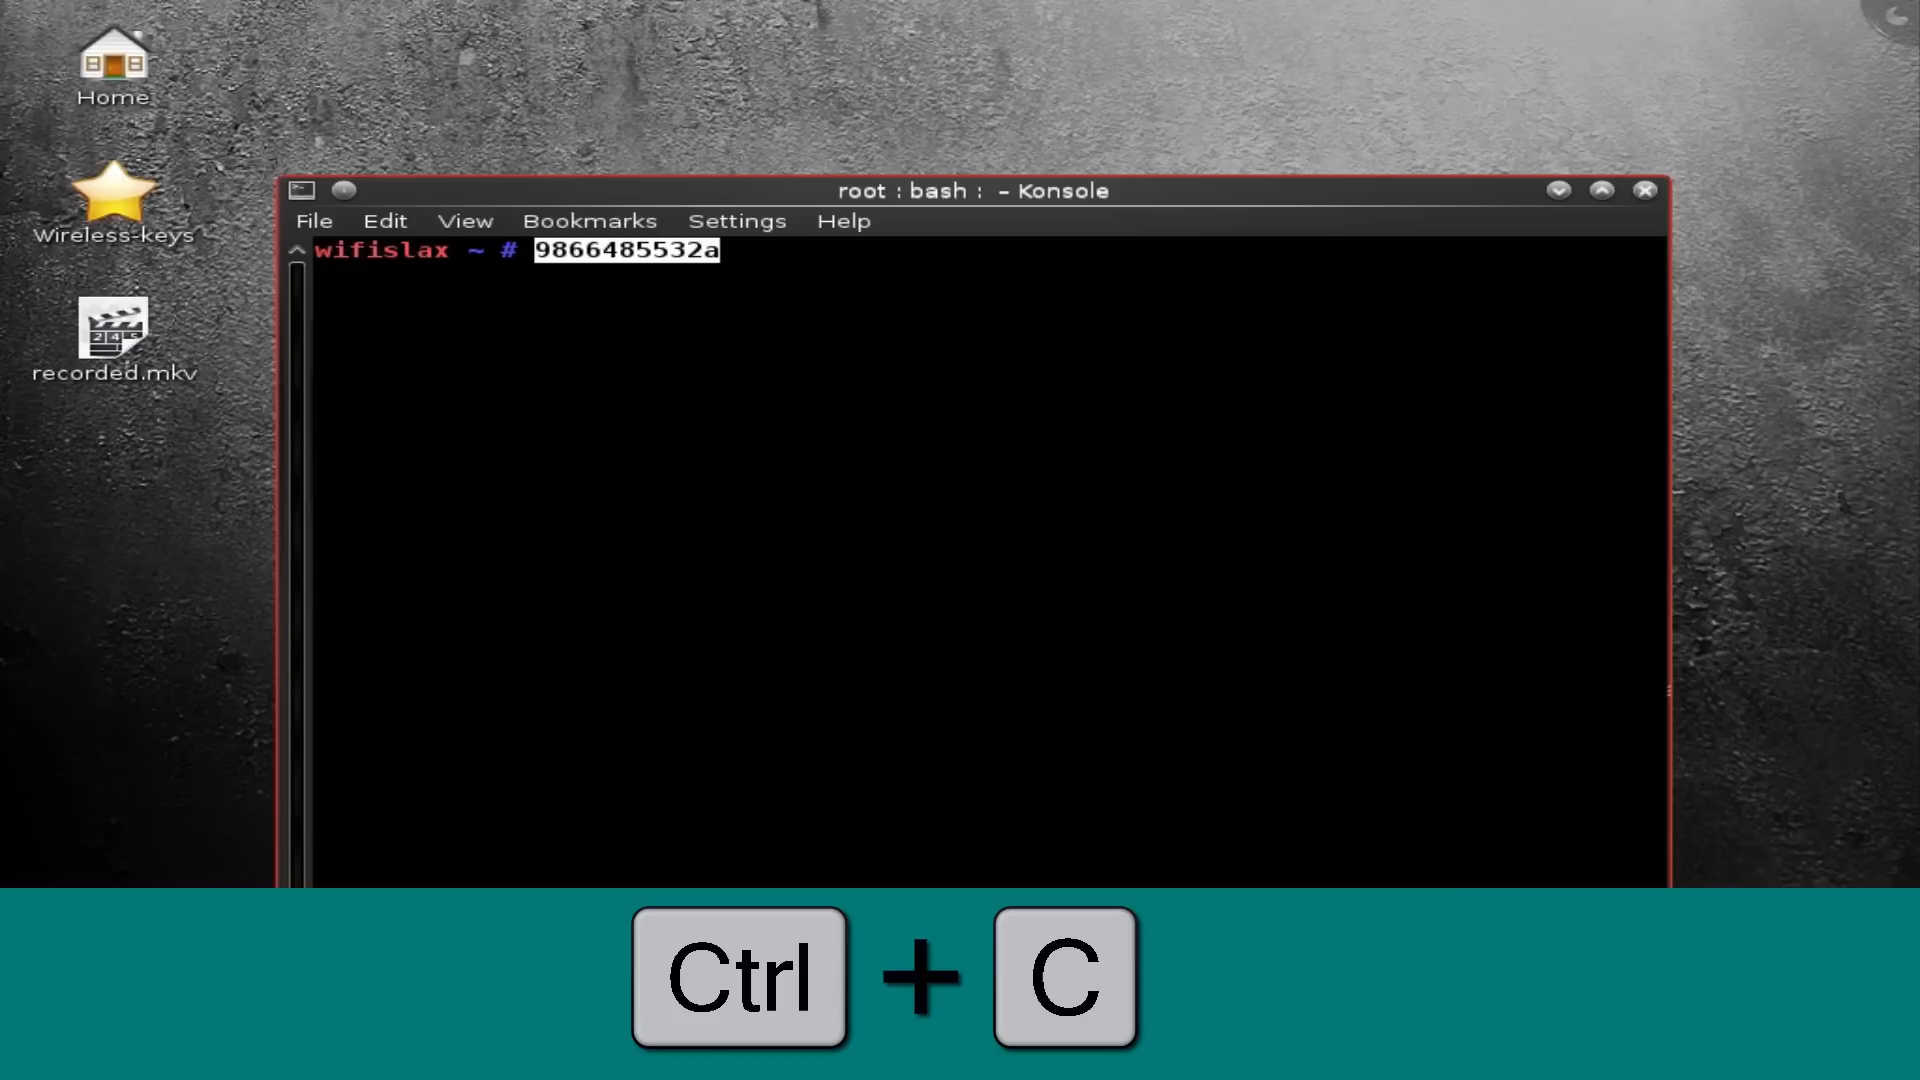 Home
Wireless-keys
recorded.mkv
root : bash : – Konsole
File Edit View Bookmarks Settings Help
wifislax ~ # 9866485532a
Ctrl + C